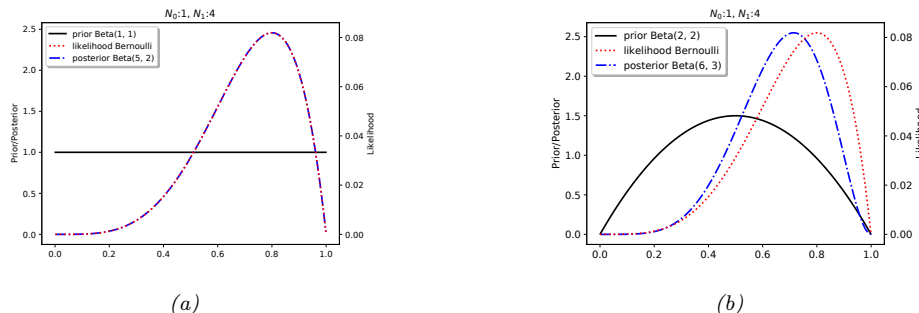 N₀:1, N₁:4
prior Beta(1, 1)
likelihood Bernoulli
posterior Beta(5, 2)
Prior/Posterior
2.5
2.0
1.5
1.0
0.5
0.0
0.0 0.2 0.4 0.6 0.8 1.0
0.08
0.06
0.04
0.02
0.00
Likelihood
(a)
N₀:1, N₁:4
prior Beta(2, 2)
likelihood Bernoulli
posterior Beta(6, 3)
Prior/Posterior
2.5
2.0
1.5
1.0
0.5
0.0
0.0 0.2 0.4 0.6 0.8 1.0
0.08
0.06
0.04
0.02
0.00
Likelihood
(b)